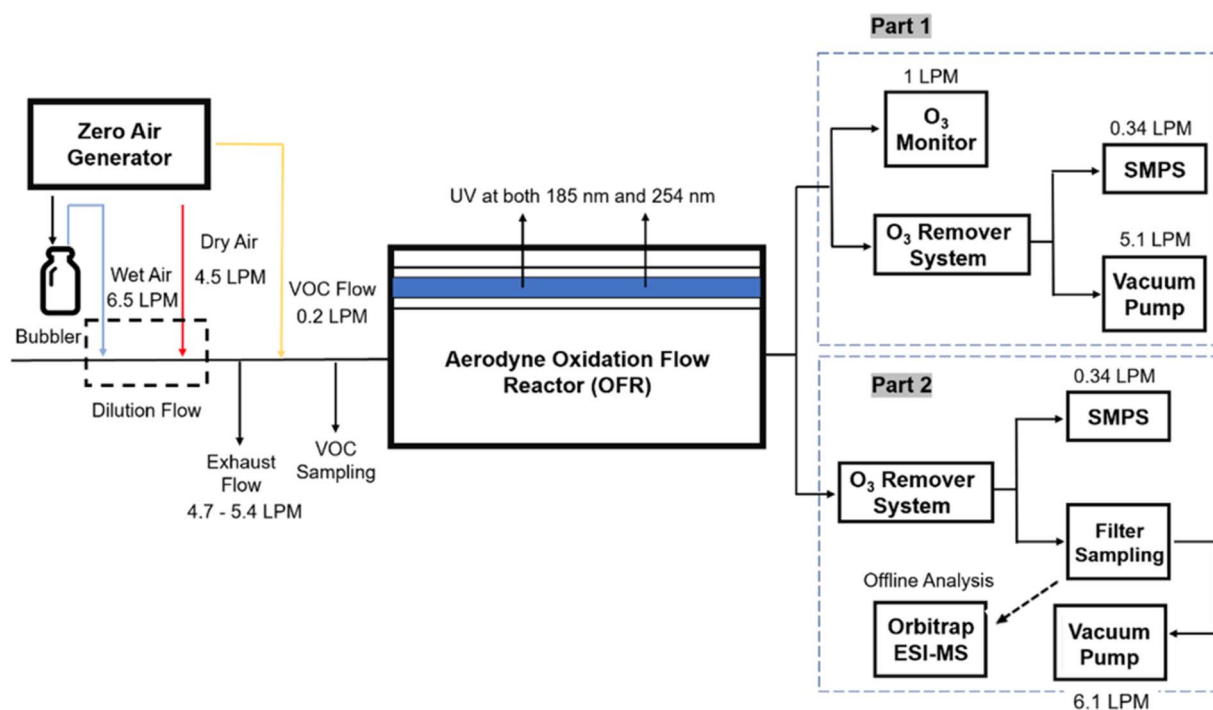 Part 1
1 LPM
O₃
Monitor
0.34 LPM
SMPS
O₃ Remover
System
5.1 LPM
Vacuum
Pump
Zero Air
Generator
UV at both 185 nm and 254 nm
Bubbler
Wet Air
6.5 LPM
Dry Air
4.5 LPM
VOC Flow
0.2 LPM
Dilution Flow
Exhaust
Flow
4.7 - 5.4 LPM
VOC
Sampling
Aerodyne Oxidation Flow
Reactor (OFR)
Part 2
0.34 LPM
SMPS
O₃ Remover
System
Filter
Sampling
Offline Analysis
Orbitrap
ESI-MS
Vacuum
Pump
6.1 LPM